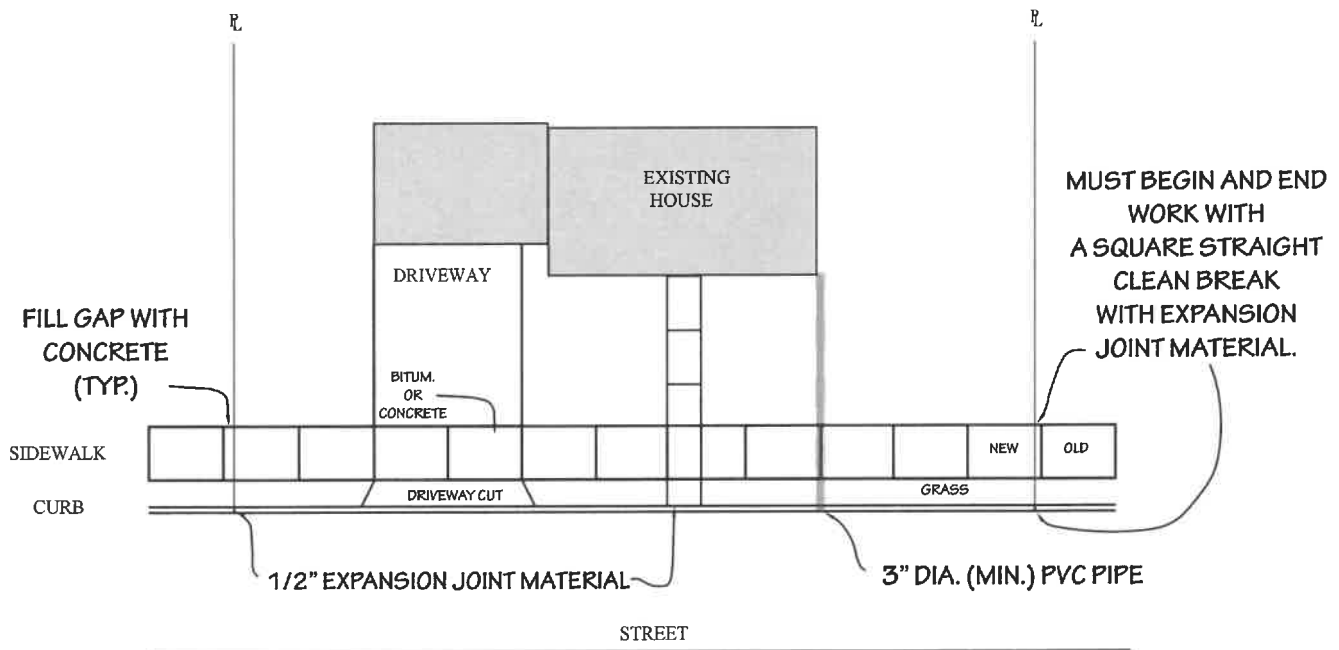 ℄
℄
EXISTING
HOUSE
MUST BEGIN AND END
WORK WITH
A SQUARE STRAIGHT
CLEAN BREAK
WITH EXPANSION
JOINT MATERIAL.
DRIVEWAY
FILL GAP WITH
CONCRETE
(TYP.)
BITUM.
OR
CONCRETE
SIDEWALK
NEW
OLD
DRIVEWAY CUT
GRASS
CURB
1/2" EXPANSION JOINT MATERIAL
3" DIA. (MIN.) PVC PIPE
STREET